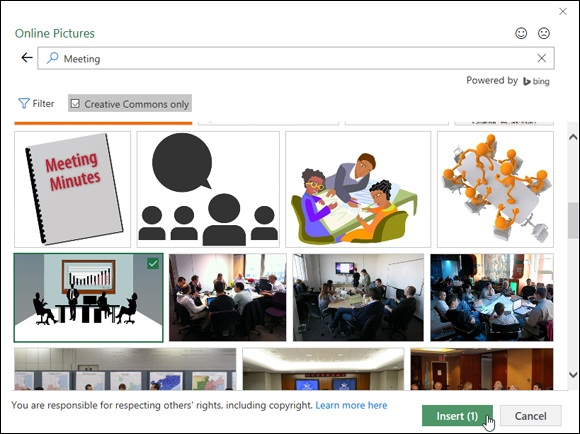 Online Pictures
Meeting
Powered by bing
Filter
Creative Commons only
Meeting
Minutes
You are responsible for respecting others' rights, including copyright. Learn more here
Insert (1)
Cancel